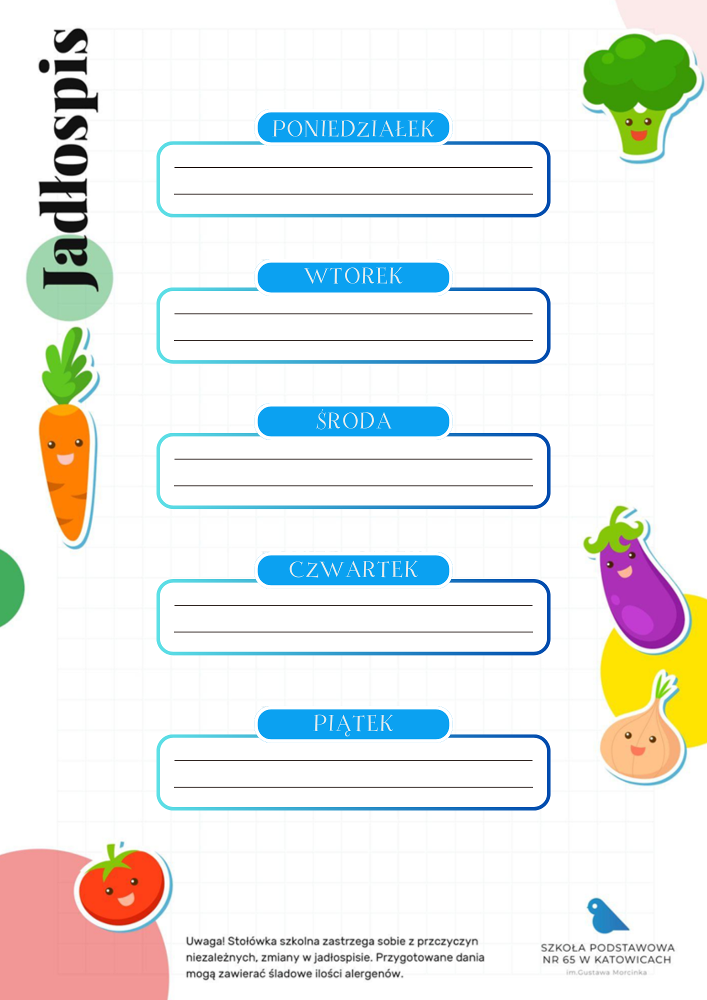 Jadłospis
PONIEDZIAŁEK
WTOREK
ŚRODA
CZWARTEK
PIĄTEK
Uwaga! Stołówka szkolna zastrzega sobie z przczyczyn
niezależnych, zmiany w jadłospisie. Przygotowane dania
mogą zawierać śladowe ilości alergenów.
SZKOŁA PODSTAWOWA
NR 65 W KATOWICACH
im.Gustawa Morcinka